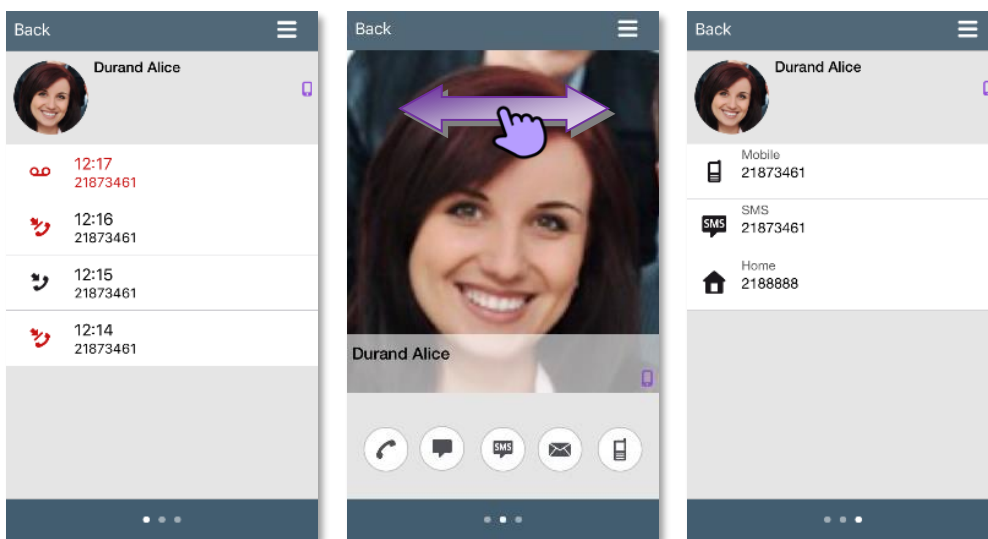 Back
Durand Alice
12:17
21873461
12:16
21873461
12:15
21873461
12:14
21873461
Back
Durand Alice
SMS
Back
Durand Alice
Mobile
21873461
SMS
SMS
21873461
Home
2188888